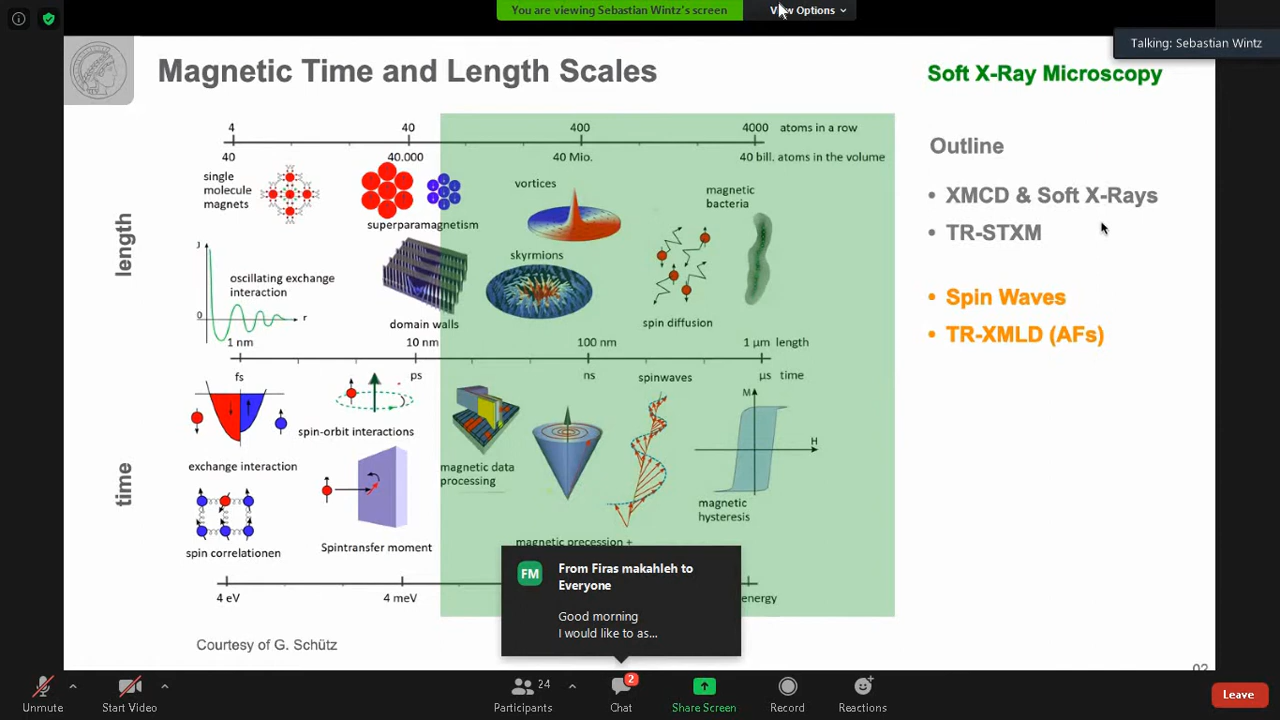 You are viewing Sebastian Wintz's screen
View Options
Talking: Sebastian Wintz
Magnetic Time and Length Scales
Soft X-Ray Microscopy
4 40 400 4000 atoms in a row
40 40.000 40 Mio. 40 bill. atoms in the volume
single
molecule
magnets
superparamagnetism
vortices
magnetic
bacteria
length
J
oscillating exchange
interaction
0
r
domain walls
skyrmions
spin diffusion
1 nm 10 nm 100 nm 1 µm length
fs ps ns µs time
exchange interaction
spin-orbit interactions
magnetic data
processing
spinwaves
M
H
magnetic
hysteresis
time
spin correlationen
Spintransfer moment
magnetic precession +
4 eV 4 meV energy
Courtesy of G. Schütz
Outline
• XMCD & Soft X-Rays
• TR-STXM
• Spin Waves
• TR-XMLD (AFs)
FM
From Firas makahleh to
Everyone
Good morning
I would like to as...
Unmute
Start Video
24
Participants
2
Chat
Share Screen
Record
Reactions
Leave